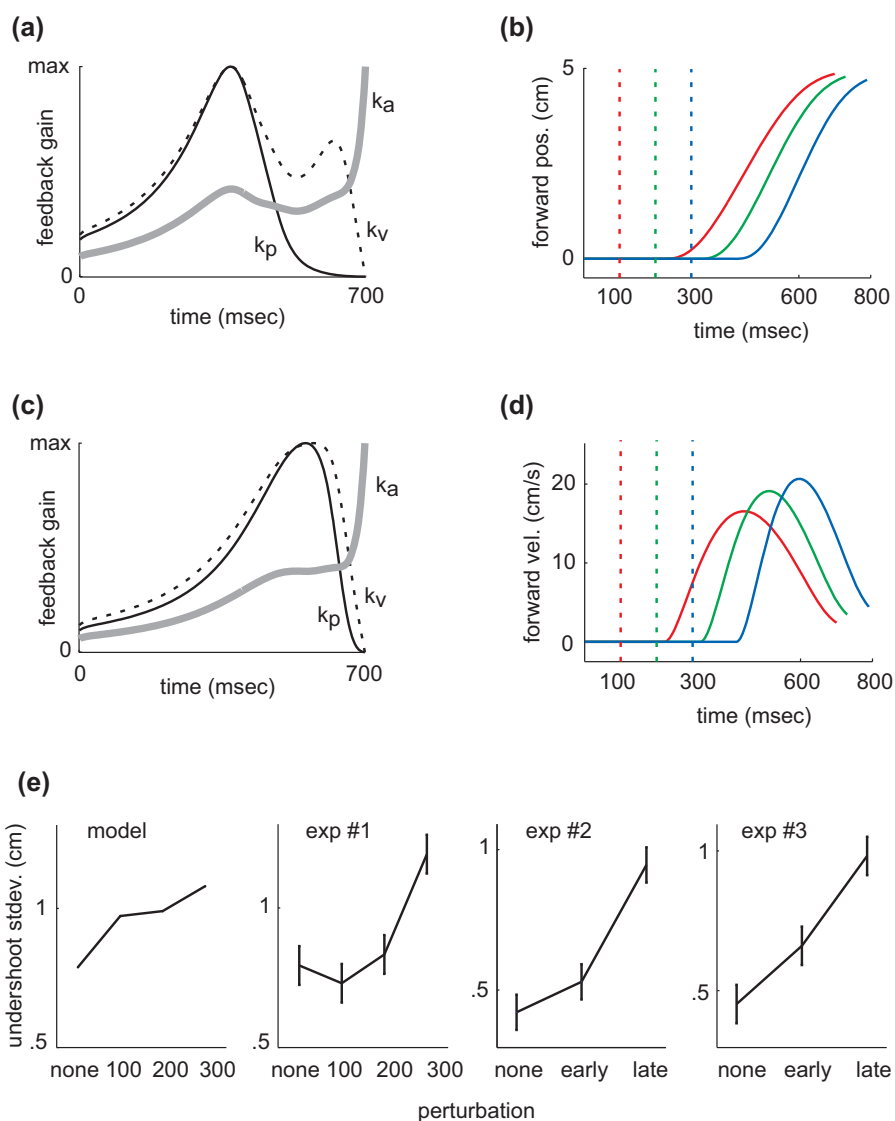 (a)
max
feedback gain
0
k_a
k_p
k_v
0
700
time (msec)
(b)
5
forward pos. (cm)
0
100
300
600
800
time (msec)
(c)
max
feedback gain
0
k_a
k_p
k_v
0
700
time (msec)
(d)
20
forward vel. (cm/s)
10
0
100
300
600
800
time (msec)
(e)
undershoot stdev. (cm)
model
1
.5
none 100 200 300
exp #1
1
.5
none 100 200 300
exp #2
1
.5
none early late
exp #3
1
.5
none early late
perturbation